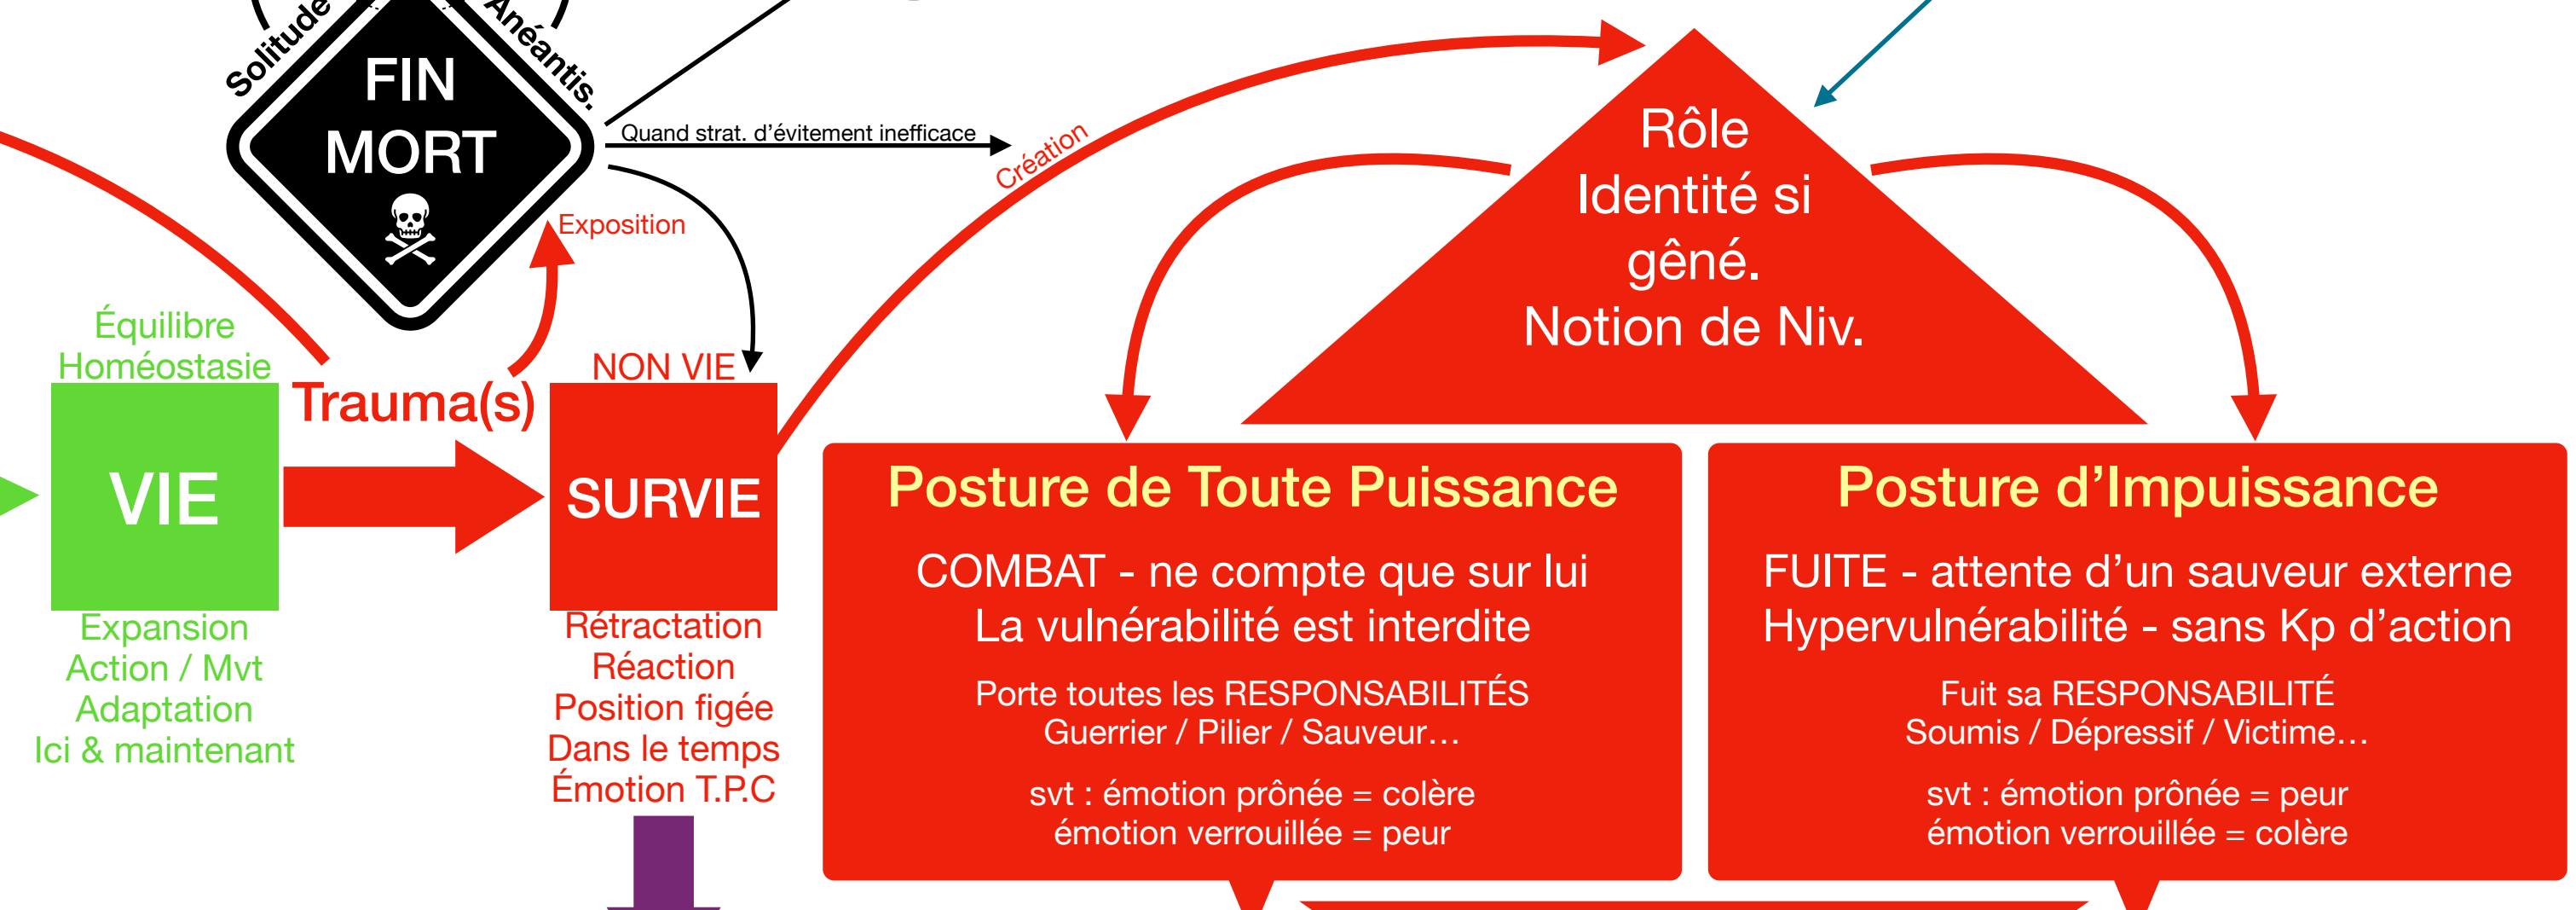 Solitude
Anéantis.
FIN
MORT
Quand strat. d'évitement inefficace
Création
Exposition
Rôle
Identité si
gêné.
Notion de Niv.
Équilibre
Homéostasie
VIE
Expansion
Action / Mvt
Adaptation
Ici & maintenant
Trauma(s)
NON VIE
SURVIE
Rétractation
Réaction
Position figée
Dans le temps
Émotion T.P.C
Posture de Toute Puissance
COMBAT - ne compte que sur lui
La vulnérabilité est interdite
Porte toutes les RESPONSABILITÉS
Guerrier / Pilier / Sauveur…
svt : émotion prônée = colère
émotion verrouillée = peur
Posture d'Impuissance
FUITE - attente d'un sauveur externe
Hypervulnérabilité - sans Kp d'action
Fuit sa RESPONSABILITÉ
Soumis / Dépressif / Victime…
svt : émotion prônée = peur
émotion verrouillée = colère